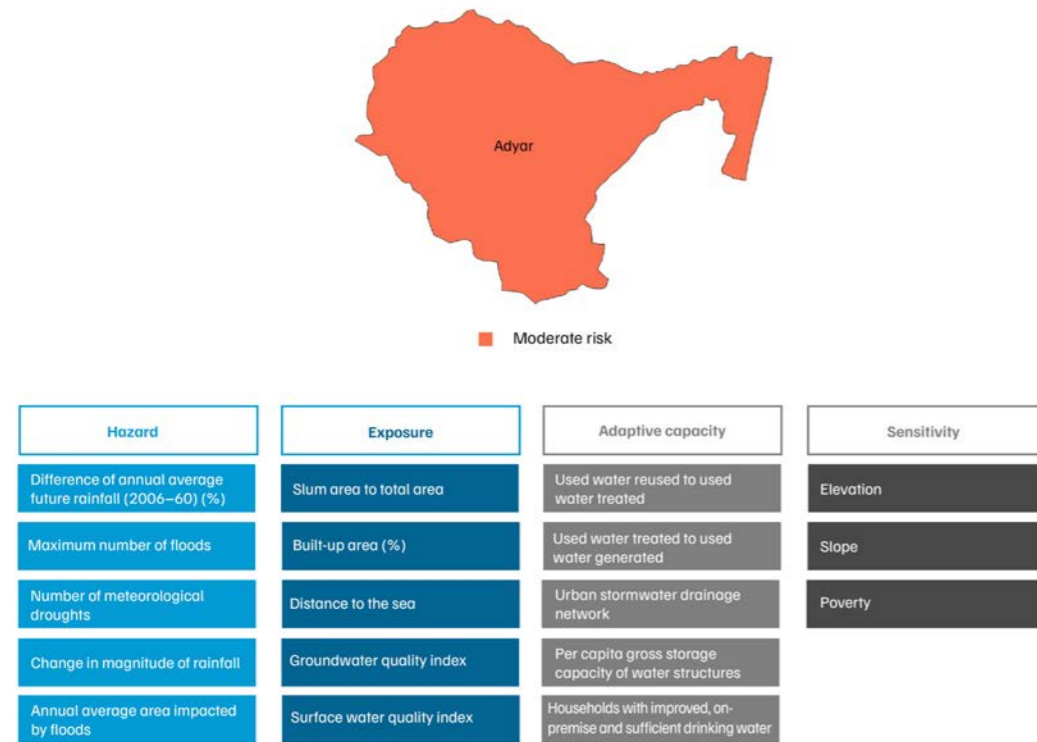 Adyar
Moderate risk
Hazard
Difference of annual average
future rainfall (2006–60) (%)
Maximum number of floods
Number of meteorological
droughts
Change in magnitude of rainfall
Annual average area impacted
by floods
Exposure
Slum area to total area
Built-up area (%)
Distance to the sea
Groundwater quality index
Surface water quality index
Adaptive capacity
Used water reused to used
water treated
Used water treated to used
water generated
Urban stormwater drainage
network
Per capita gross storage
capacity of water structures
Households with improved, on-
premise and sufficient drinking water
Sensitivity
Elevation
Slope
Poverty